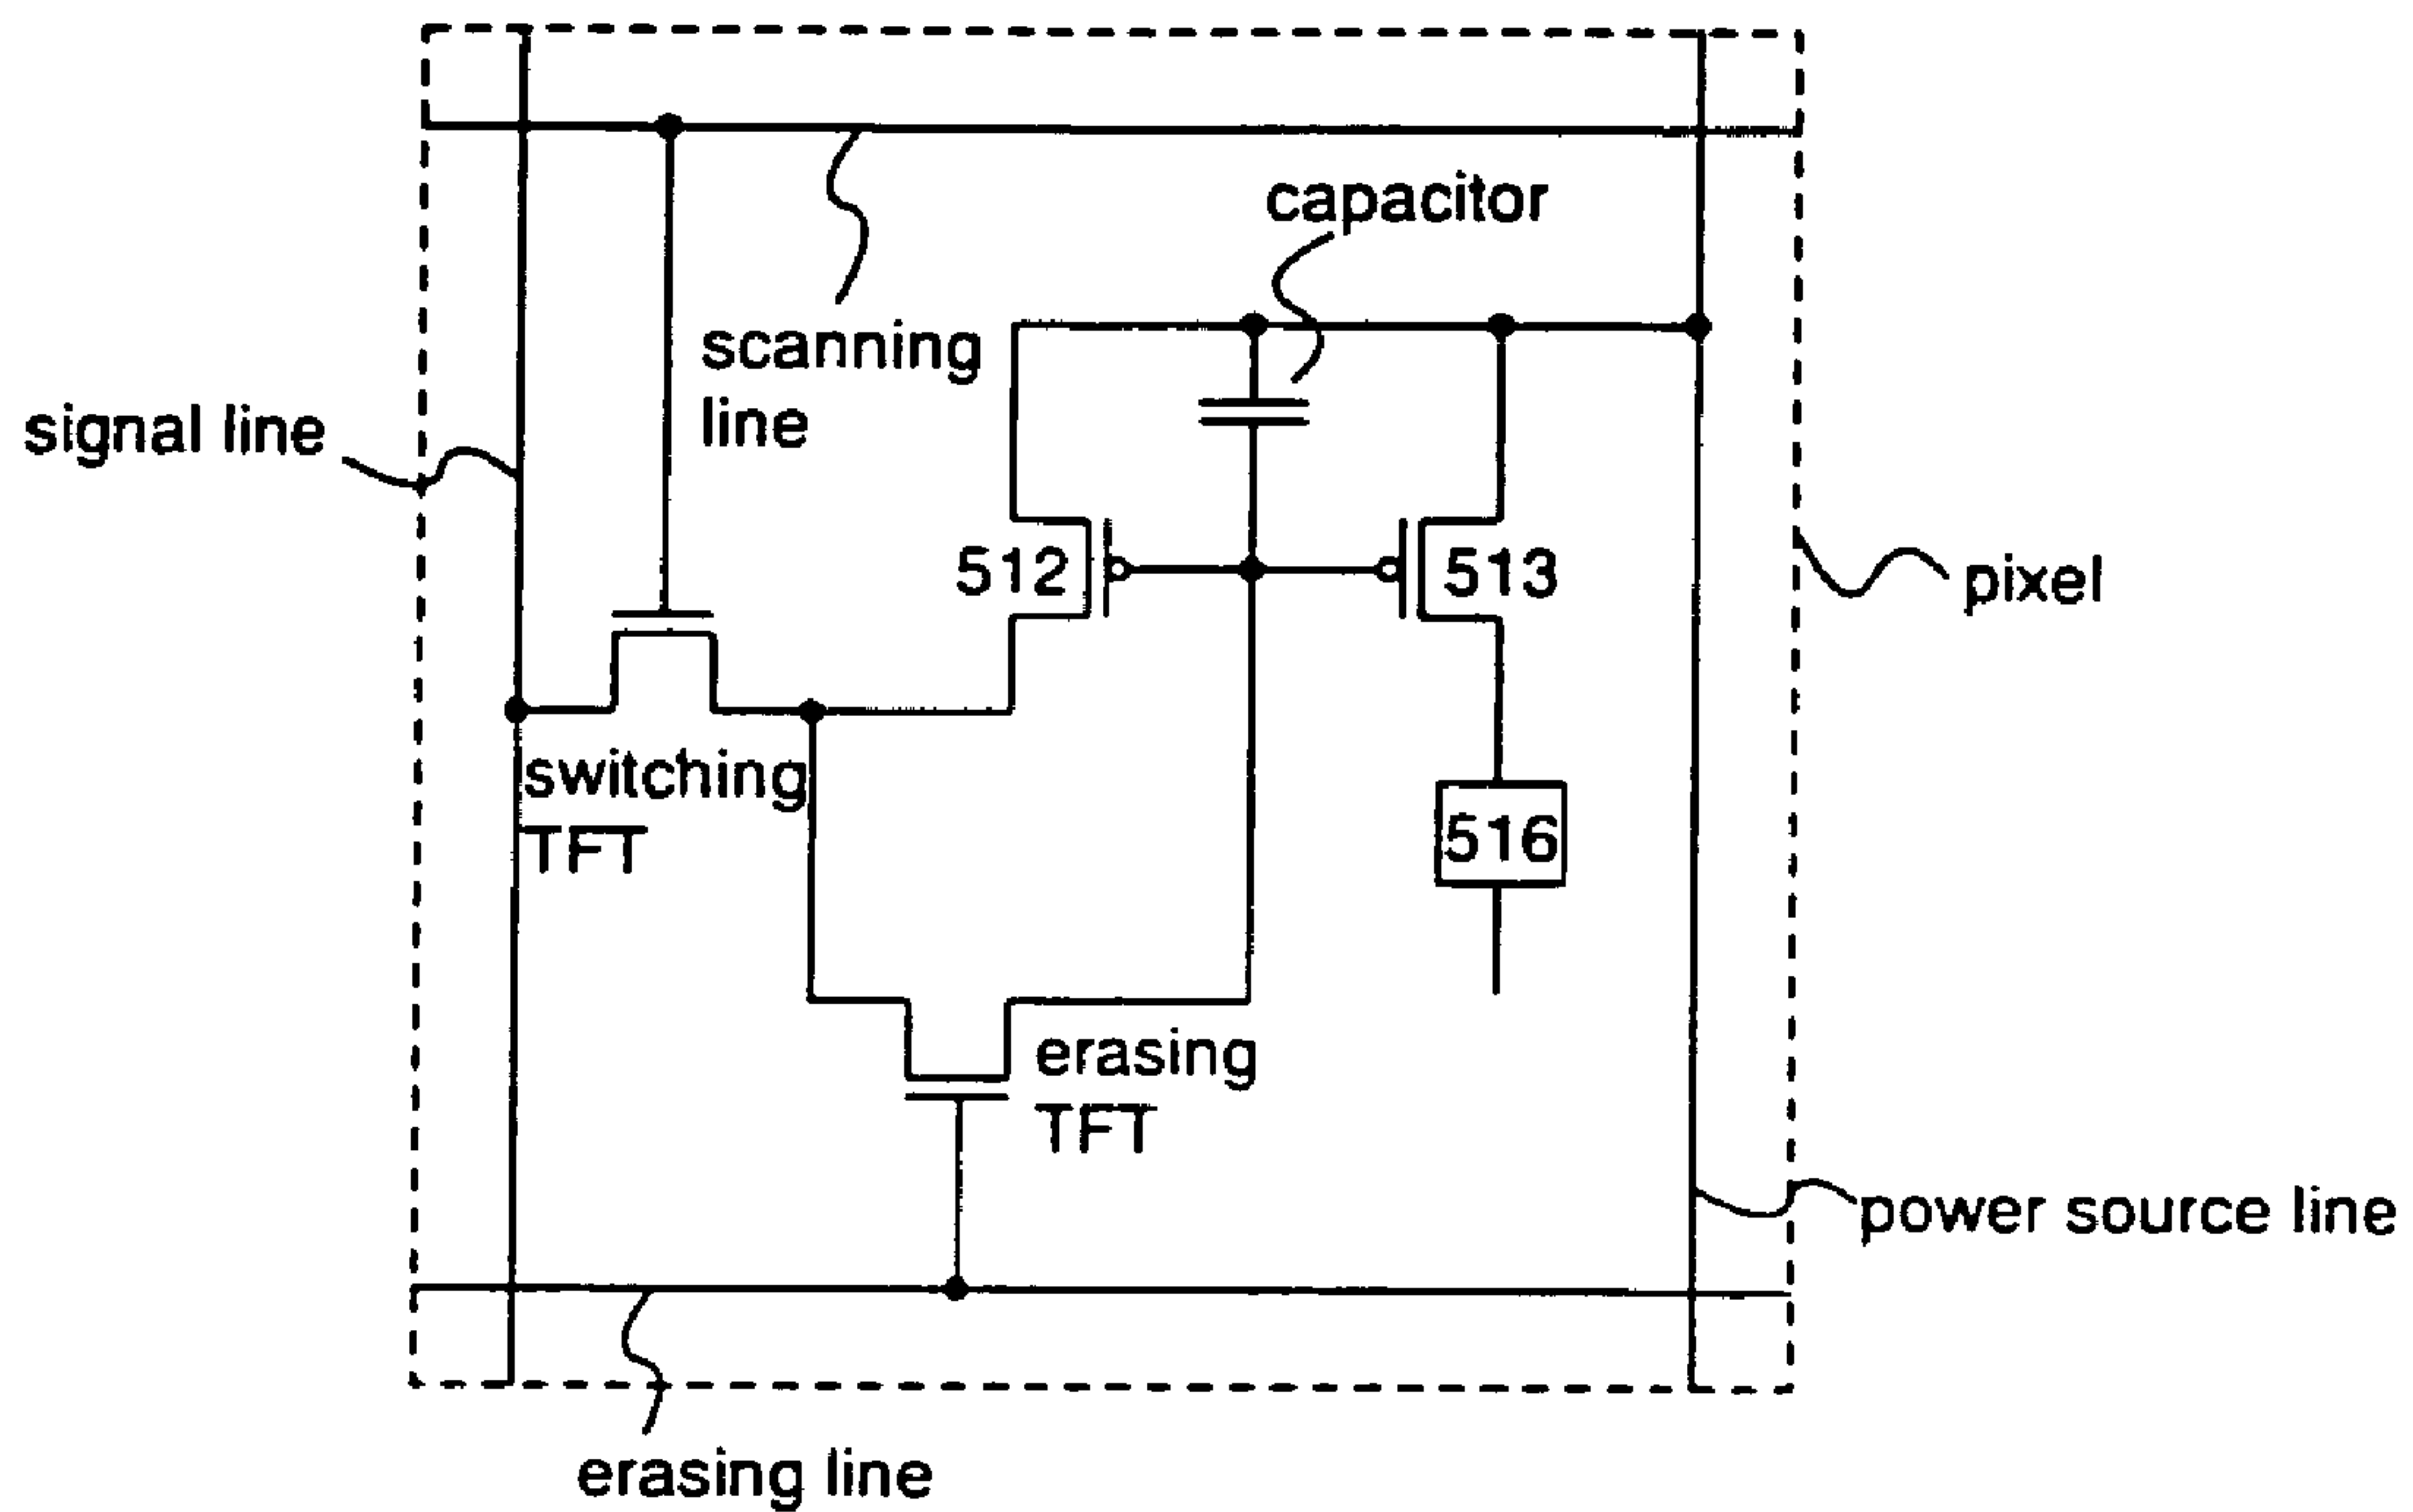 capacitor
scanning
line
signal line
512
513
pixel
switching
TFT
516
erasing
TFT
power source line
erasing line